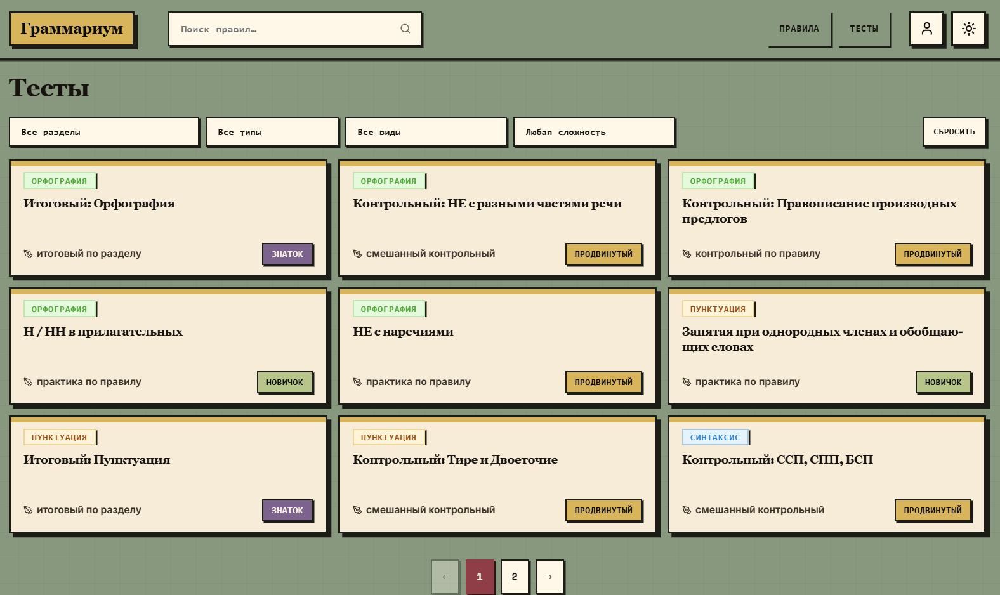 Граммариум
Поиск правил…
ПРАВИЛА
ТЕСТЫ
Тесты
Все разделы
Все типы
Все виды
Любая сложность
СБРОСИТЬ
ОРФОГРАФИЯ
Итоговый: Орфография
итоговый по разделу
ЗНАТОК
ОРФОГРАФИЯ
Контрольный: НЕ с разными частями речи
смешанный контрольный
ПРОДВИНУТЫЙ
ОРФОГРАФИЯ
Контрольный: Правописание производных
предлогов
контрольный по правилу
ПРОДВИНУТЫЙ
ОРФОГРАФИЯ
Н / НН в прилагательных
практика по правилу
НОВИЧОК
ОРФОГРАФИЯ
НЕ с наречиями
практика по правилу
ПРОДВИНУТЫЙ
ПУНКТУАЦИЯ
Запятая при однородных членах и обобщаю-
щих словах
практика по правилу
НОВИЧОК
ПУНКТУАЦИЯ
Итоговый: Пунктуация
итоговый по разделу
ЗНАТОК
ПУНКТУАЦИЯ
Контрольный: Тире и Двоеточие
смешанный контрольный
ПРОДВИНУТЫЙ
СИНТАКСИС
Контрольный: ССП, СПП, БСП
смешанный контрольный
ПРОДВИНУТЫЙ
← 1 2 →